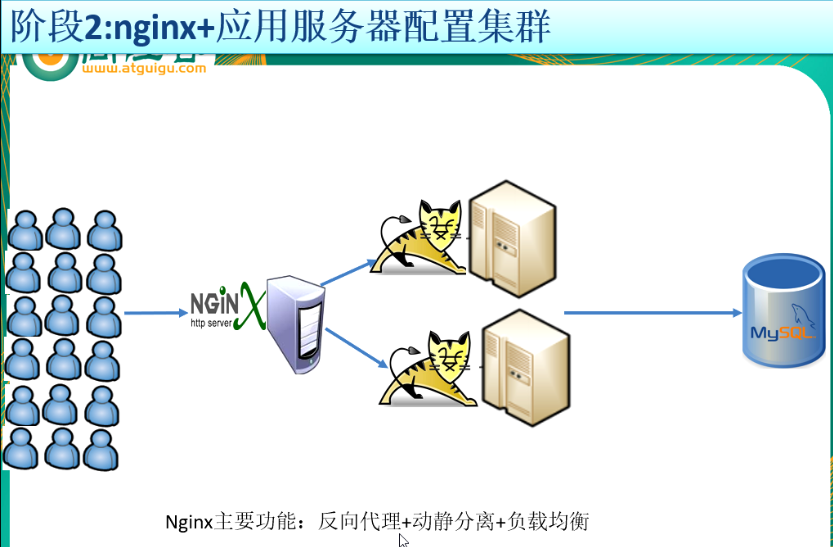 阶段2:nginx+应用服务器配置集群
www.atguigu.com
NGiNX
http server
MySQL
Nginx主要功能：反向代理+动静分离+负载均衡